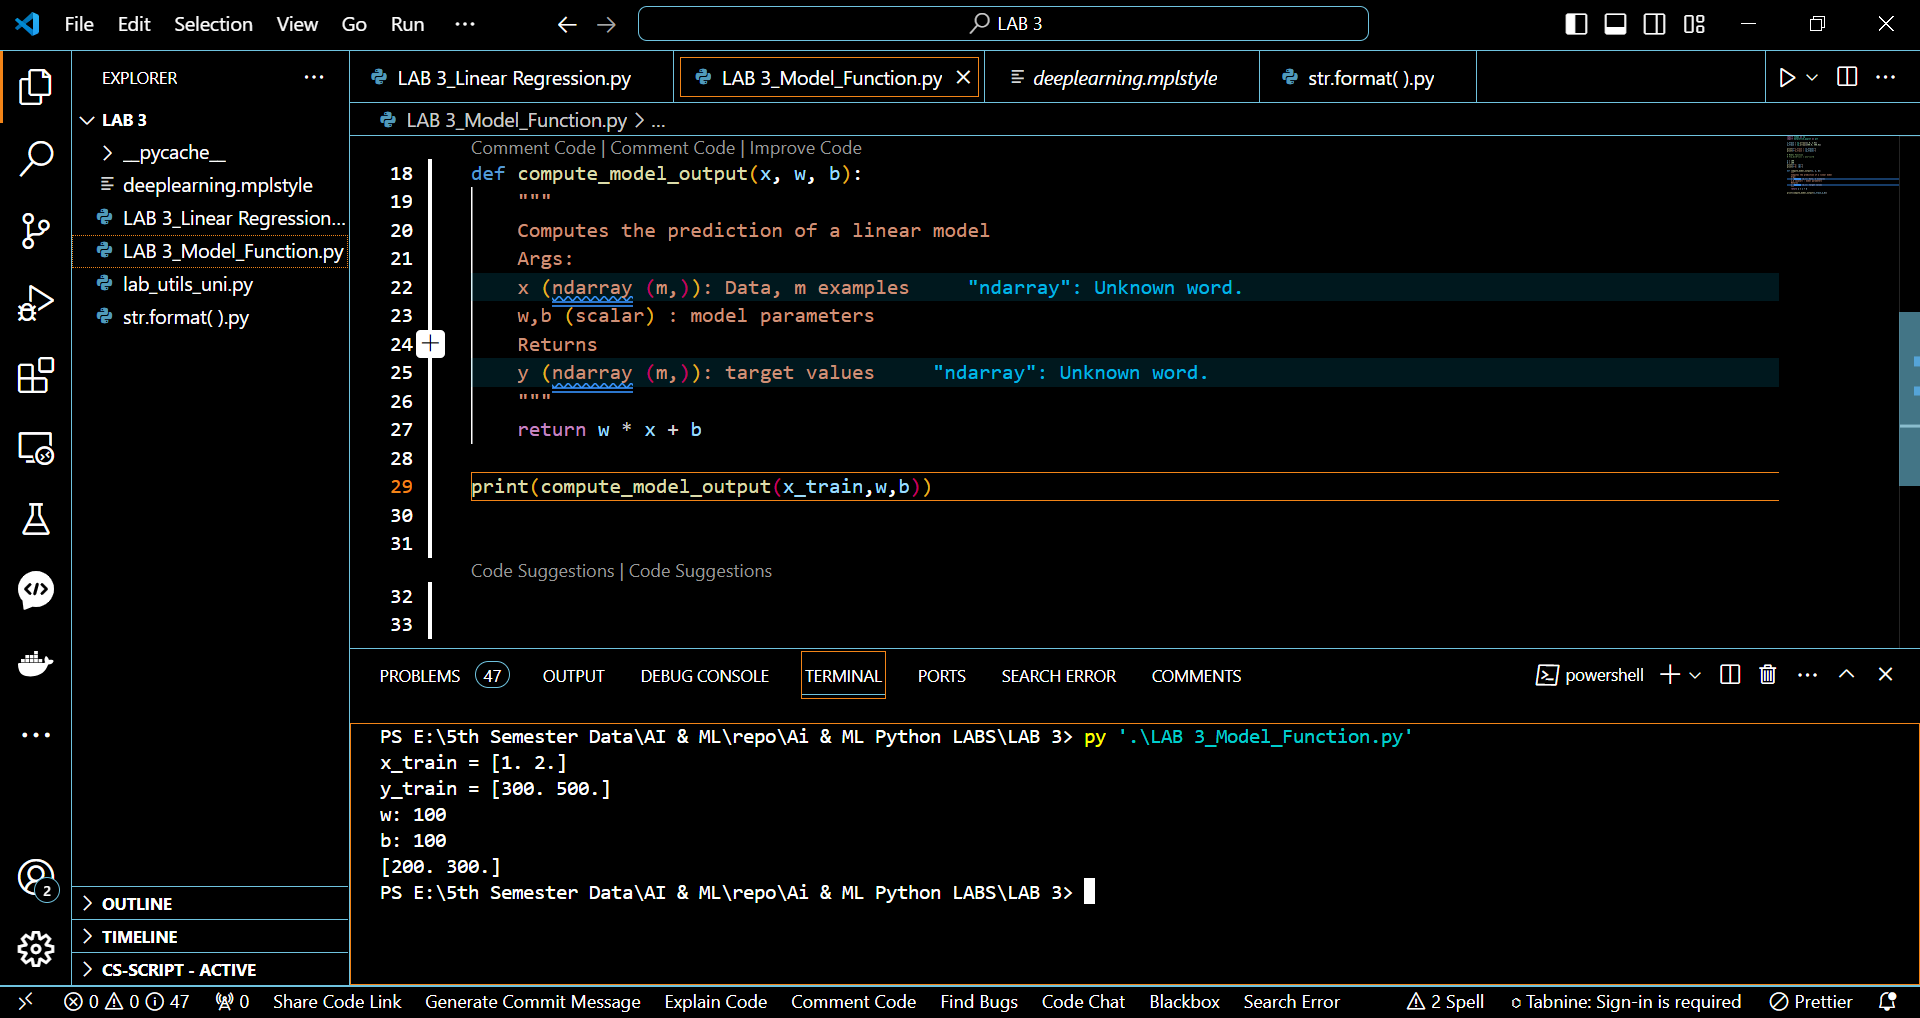 File Edit Selection View Go Run ... LAB 3
EXPLORER ...
LAB 3
__pycache__
deeplearning.mplstyle
LAB 3_Linear Regression...
LAB 3_Model_Function.py
lab_utils_uni.py
str.format( ).py
OUTLINE
TIMELINE
CS-SCRIPT - ACTIVE
2
LAB 3_Linear Regression.py LAB 3_Model_Function.py deeplearning.mplstyle str.format( ).py
LAB 3_Model_Function.py > ...
Comment Code | Comment Code | Improve Code
18 def compute_model_output(x, w, b):
19 """
20 Computes the prediction of a linear model
21 Args:
22 x (ndarray (m,)): Data, m examples "ndarray": Unknown word.
23 w,b (scalar) : model parameters
24 Returns
25 y (ndarray (m,)): target values "ndarray": Unknown word.
26 """
27 return w * x + b
28
29 print(compute_model_output(x_train,w,b))
30
31
Code Suggestions | Code Suggestions
32
33
PROBLEMS 47 OUTPUT DEBUG CONSOLE TERMINAL PORTS SEARCH ERROR COMMENTS powershell
PS E:\5th Semester Data\AI & ML\repo\Ai & ML Python LABS\LAB 3> py '.\LAB 3_Model_Function.py'
x_train = [1. 2.]
y_train = [300. 500.]
w: 100
b: 100
[200. 300.]
PS E:\5th Semester Data\AI & ML\repo\Ai & ML Python LABS\LAB 3>
0 0 47 0 Share Code Link Generate Commit Message Explain Code Comment Code Find Bugs Code Chat Blackbox Search Error 2 Spell Tabnine: Sign-in is required Prettier